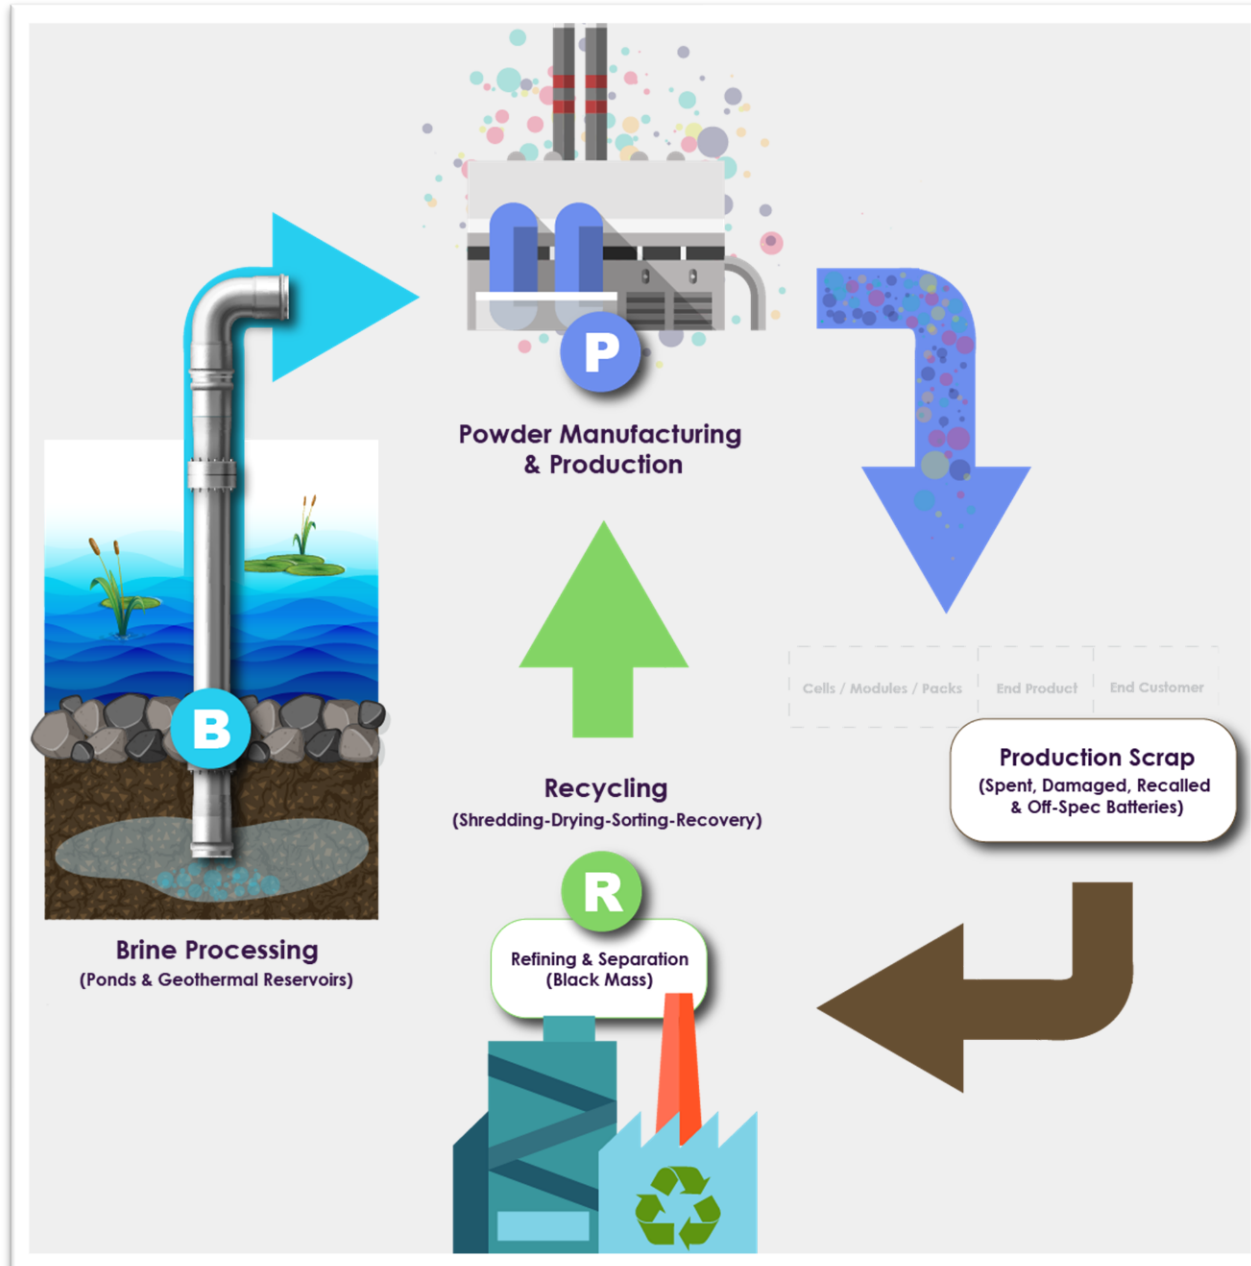 P
Powder Manufacturing
& Production
B
Cells / Modules / Packs
End Product
End Customer
Production Scrap
(Spent, Damaged, Recalled
& Off-Spec Batteries)
Recycling
(Shredding-Drying-Sorting-Recovery)
R
Refining & Separation
(Black Mass)
Brine Processing
(Ponds & Geothermal Reservoirs)